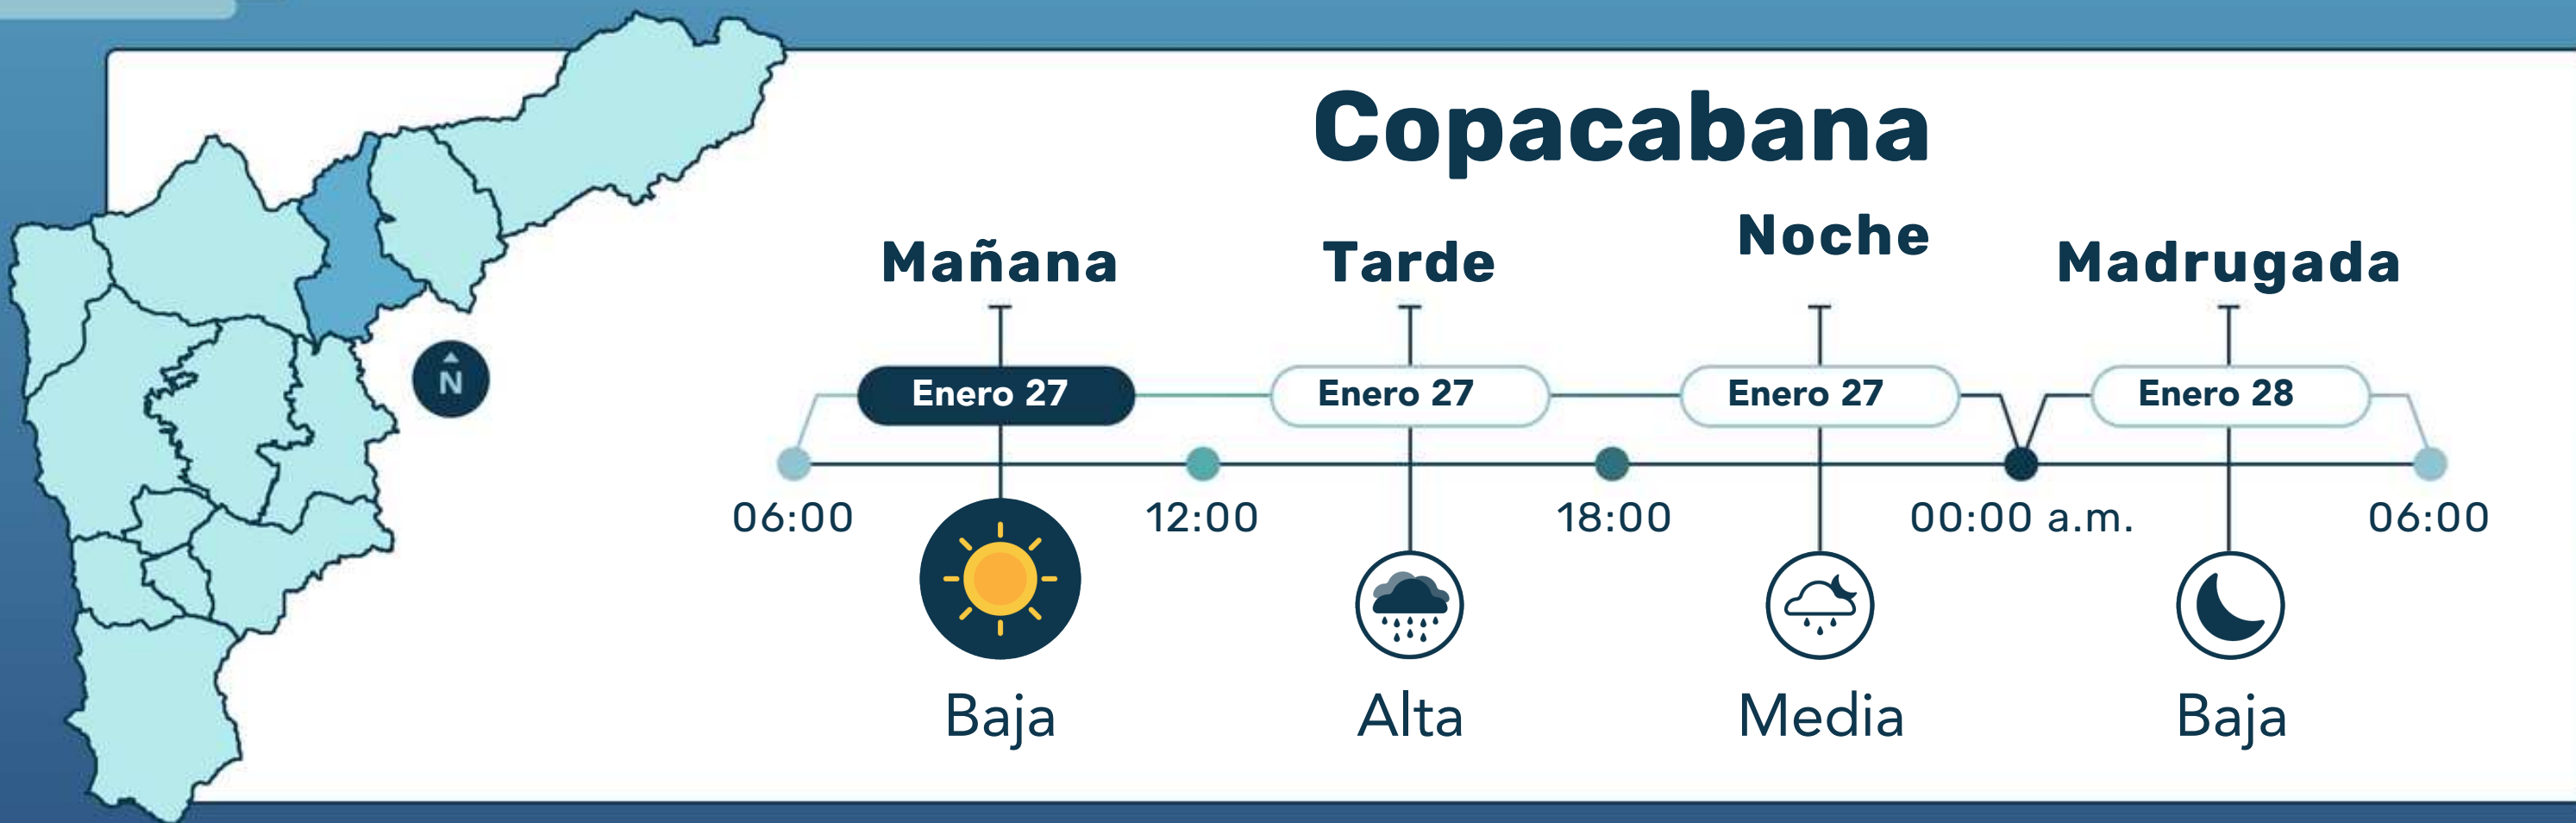 Copacabana
Mañana
Tarde
Noche
Madrugada
Enero 27
Enero 27
Enero 27
Enero 28
N
06:00
12:00
18:00
00:00 a.m.
06:00
Baja
Alta
Media
Baja